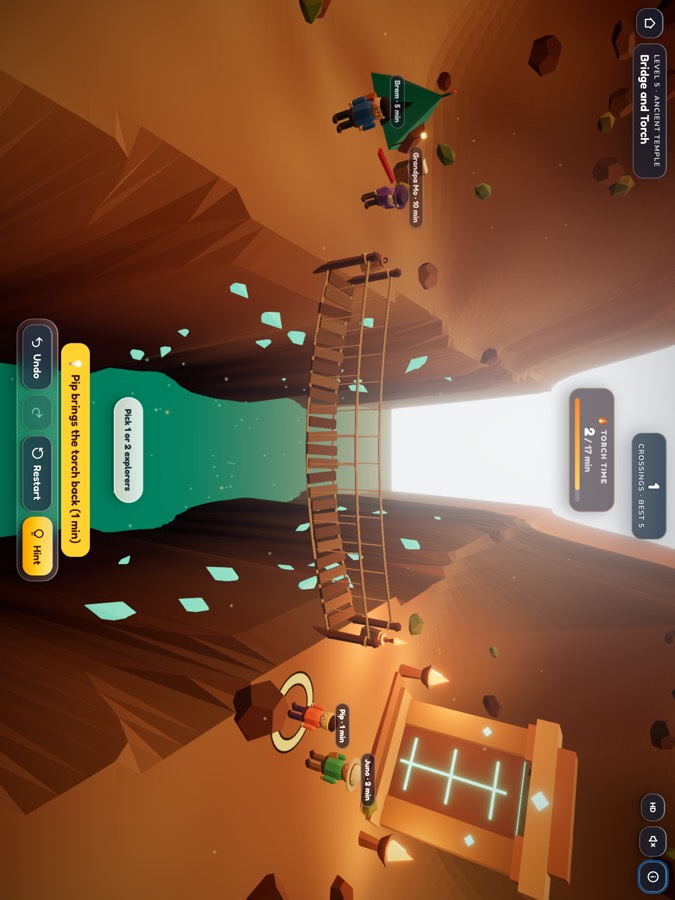 LEVEL 5 · ANCIENT TEMPLE
Bridge and Torch
1
CROSSINGS · BEST 5
HD
🔥 TORCH TIME
2 / 17 min
Grandpa Mo · 10 min
Bram · 5 min
Juno · 2 min
Pip · 1 min
Pick 1 or 2 explorers
💡 Pip brings the torch back (1 min)
Undo
Restart
Hint